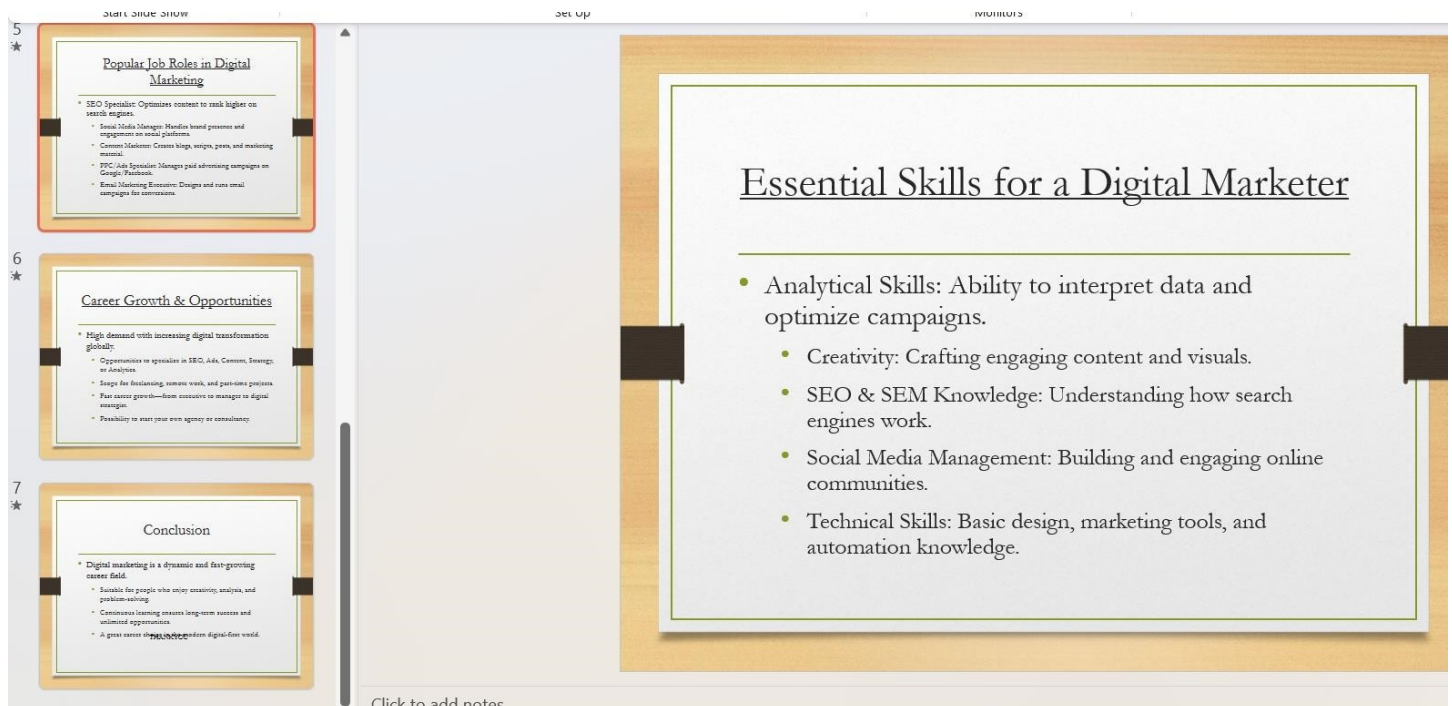 Start Slide Show
Set Up
Monitors
5
Popular Job Roles in Digital
Marketing
• SEO Specialist: Optimizes content to rank higher on
search engines.
• Social Media Manager: Handles brand presence and
engagement on social platforms.
• Content Marketer: Creates blogs, scripts, posts, and marketing
material.
• PPC/Ads Specialist: Manages paid advertising campaigns on
Google/Facebook.
• Email Marketing Executive: Designs and runs email
campaigns for conversions.
6
Career Growth & Opportunities
• High demand with increasing digital transformation
globally.
• Opportunities to specialize in SEO, Ads, Content, Strategy,
or Analytics.
• Scope for freelancing, remote work, and part-time projects.
• Fast career growth—from executive to manager to digital
strategist.
• Possibility to start your own agency or consultancy.
7
Conclusion
• Digital marketing is a dynamic and fast-growing
career field.
• Suitable for people who enjoy creativity, analysis, and
problem-solving.
• Continuous learning ensures long-term success and
unlimited opportunities.
• A great career choice in the modern digital-first world.
Essential Skills for a Digital Marketer
• Analytical Skills: Ability to interpret data and
optimize campaigns.
• Creativity: Crafting engaging content and visuals.
• SEO & SEM Knowledge: Understanding how search
engines work.
• Social Media Management: Building and engaging online
communities.
• Technical Skills: Basic design, marketing tools, and
automation knowledge.
Click to add notes